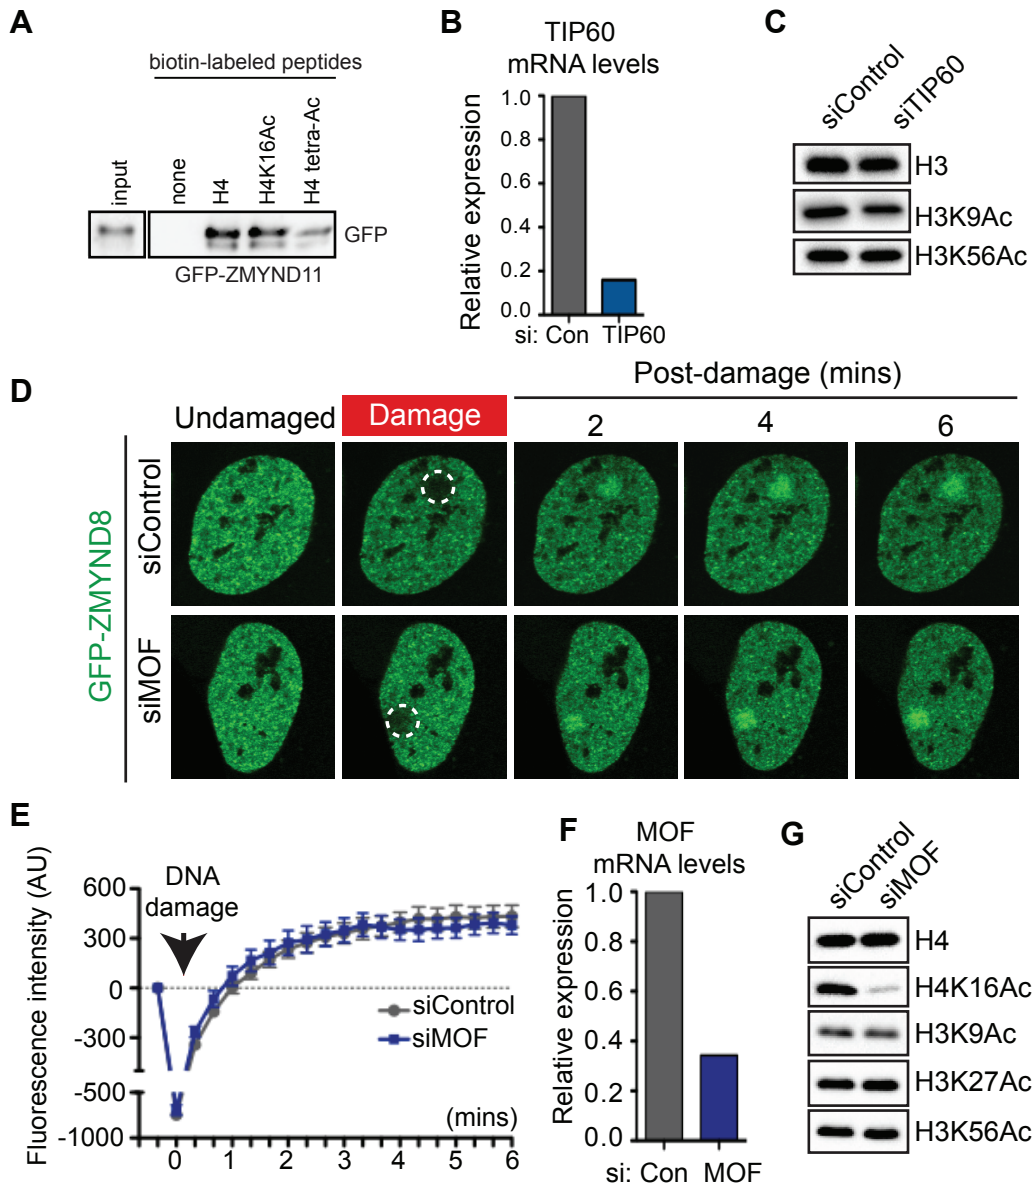 A
biotin-labeled peptides
input
none
H4
H4K16Ac
H4 tetra-Ac
GFP
GFP-ZMYND11
B
TIP60
mRNA levels
Relative expression
1.0
0.8
0.6
0.4
0.2
0.0
si: Con TIP60
C
siControl
siTIP60
H3
H3K9Ac
H3K56Ac
D
Post-damage (mins)
Undamaged
Damage
2
4
6
GFP-ZMYND8
siControl
siMOF
E
Fluorescence intensity (AU)
DNA
damage
600
300
0
-300
-500
-1000
siControl
siMOF
(mins)
0 1 2 3 4 5 6
F
MOF
mRNA levels
Relative expression
1.0
0.8
0.6
0.4
0.2
0.0
si: Con MOF
G
siControl
siMOF
H4
H4K16Ac
H3K9Ac
H3K27Ac
H3K56Ac